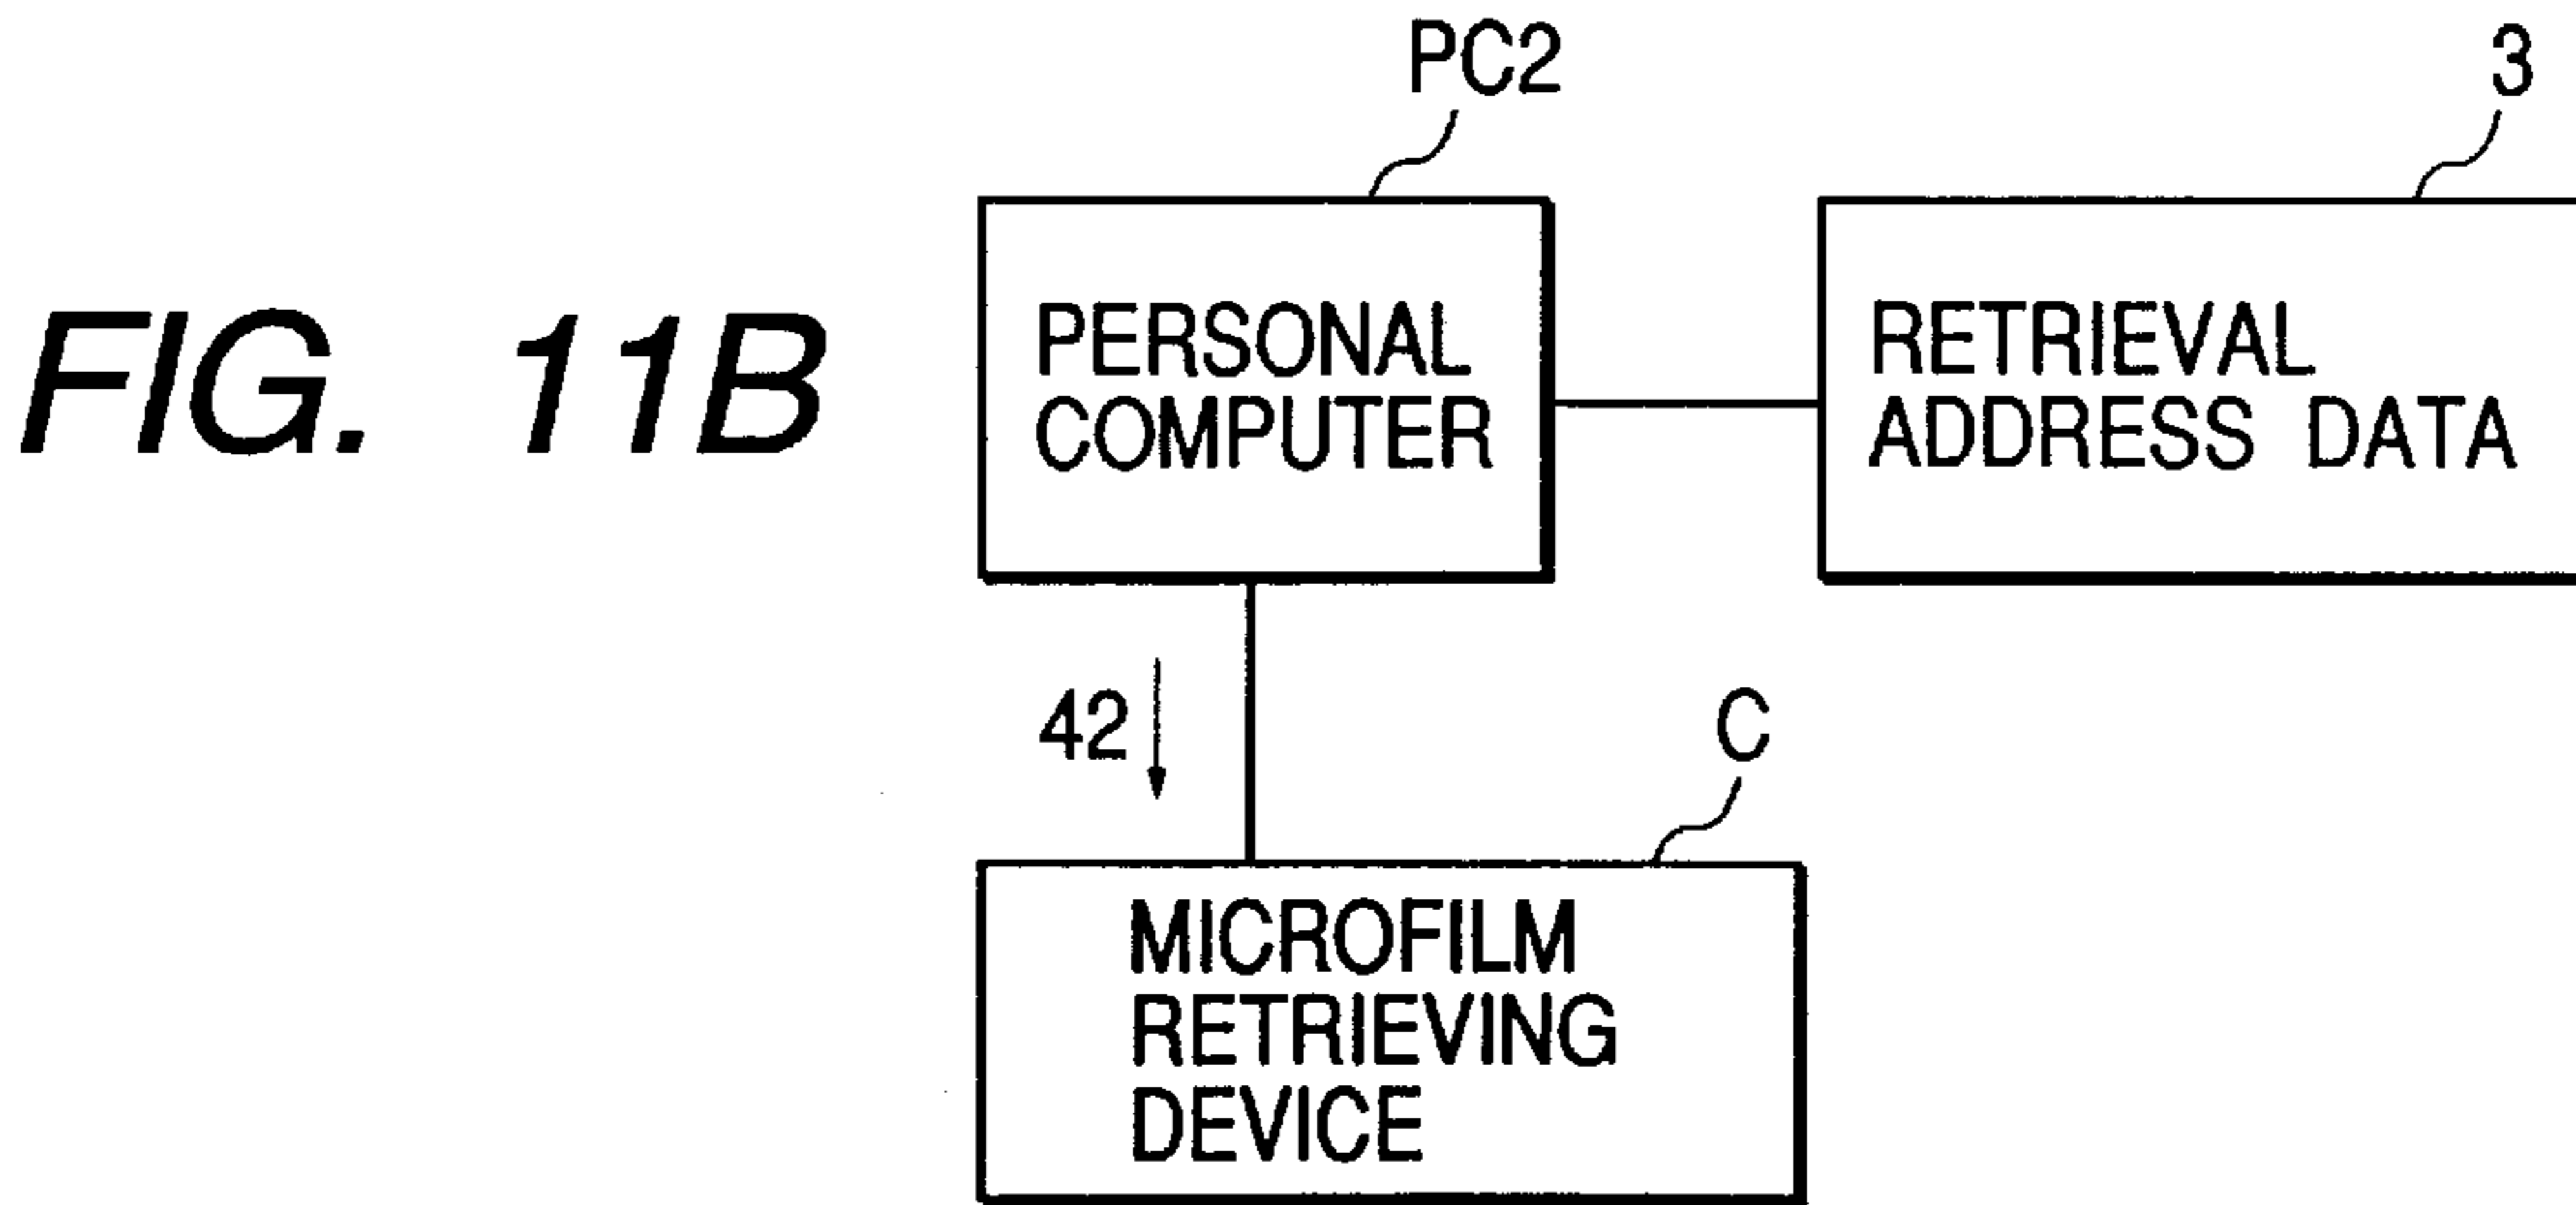 FIG. 11B
PC2
3
PERSONAL
COMPUTER
RETRIEVAL
ADDRESS DATA
42
C
MICROFILM
RETRIEVING
DEVICE